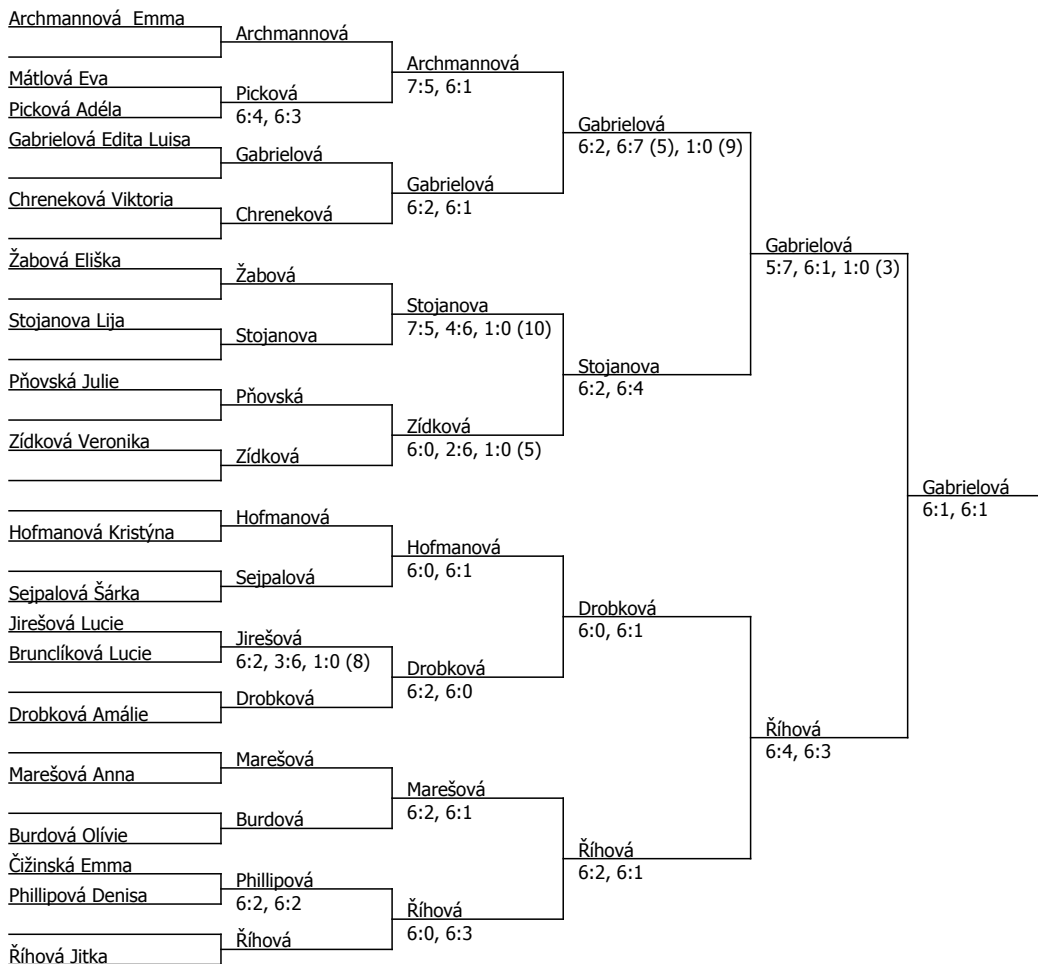 Archmannová  Emma
Mátlová Eva
Picková Adéla
Gabrielová Edita Luisa
Chreneková Viktoria
Žabová Eliška
Stojanova Lija
Pňovská Julie
Zídková Veronika
Hofmanová Kristýna
Sejpalová Šárka
Jirešová Lucie
Brunclíková Lucie
Drobková Amálie
Marešová Anna
Burdová Olívie
Čižinská Emma
Phillipová Denisa
Říhová Jitka
Archmannová
Picková
6:4, 6:3
Gabrielová
Chreneková
Žabová
Stojanova
Pňovská
Zídková
Hofmanová
Sejpalová
Jirešová
6:2, 3:6, 1:0 (8)
Drobková
Marešová
Burdová
Phillipová
6:2, 6:2
Říhová
Archmannová
7:5, 6:1
Gabrielová
6:2, 6:1
Stojanova
7:5, 4:6, 1:0 (10)
Zídková
6:0, 2:6, 1:0 (5)
Hofmanová
6:0, 6:1
Drobková
6:2, 6:0
Marešová
6:2, 6:1
Říhová
6:0, 6:3
Gabrielová
6:2, 6:7 (5), 1:0 (9)
Stojanova
6:2, 6:4
Drobková
6:0, 6:1
Říhová
6:2, 6:1
Gabrielová
5:7, 6:1, 1:0 (3)
Říhová
6:4, 6:3
Gabrielová
6:1, 6:1